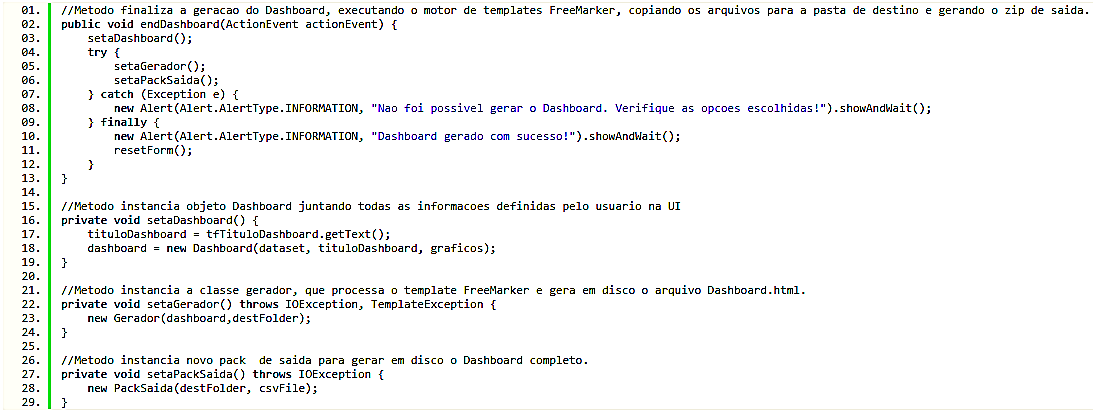 01. //Metodo finaliza a geracao do Dashboard, executando o motor de templates FreeMarker, copiando os arquivos para a pasta de destino e gerando o zip de saida.
02. public void endDashboard(ActionEvent actionEvent) {
03.     setaDashboard();
04.     try {
05.         setaGerador();
06.         setaPackSaida();
07.     } catch (Exception e) {
08.         new Alert(Alert.AlertType.INFORMATION, "Nao foi possivel gerar o Dashboard. Verifique as opcoes escolhidas!").showAndWait();
09.     } finally {
10.         new Alert(Alert.AlertType.INFORMATION, "Dashboard gerado com sucesso!").showAndWait();
11.         resetForm();
12.     }
13. }
14.
15. //Metodo instancia objeto Dashboard juntando todas as informacoes definidas pelo usuario na UI
16. private void setaDashboard() {
17.     tituloDashboard = tfTituloDashboard.getText();
18.     dashboard = new Dashboard(dataset, tituloDashboard, graficos);
19. }
20.
21. //Metodo instancia a classe gerador, que processa o template FreeMarker e gera em disco o arquivo Dashboard.html.
22. private void setaGerador() throws IOException, TemplateException {
23.     new Gerador(dashboard,destFolder);
24. }
25.
26. //Metodo instancia novo pack  de saida para gerar em disco o Dashboard completo.
27. private void setaPackSaida() throws IOException {
28.     new PackSaida(destFolder, csvFile);
29. }